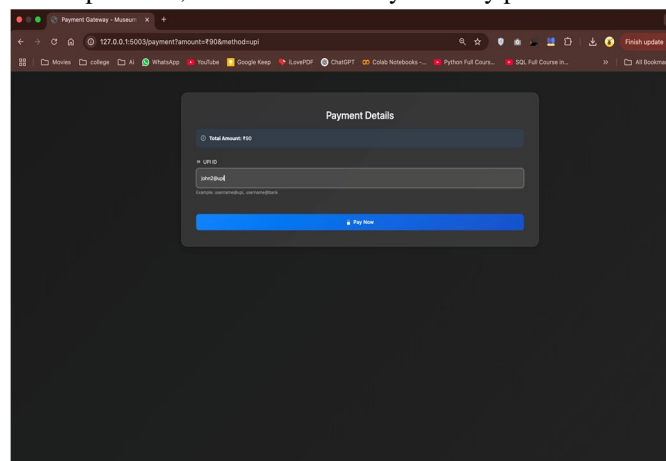 Payment Gateway - Museum
127.0.0.1:5003/payment?amount=₹90&method=upi
Finish update
Movies college AI WhatsApp YouTube Google Keep iLovePDF ChatGPT Colab Notebooks -... Python Full Cours... SQL Full Course in... » All Bookmar
Payment Details
Total Amount: ₹90
UPI ID
john2@upi
Example: username@upi, username@bank
Pay Now